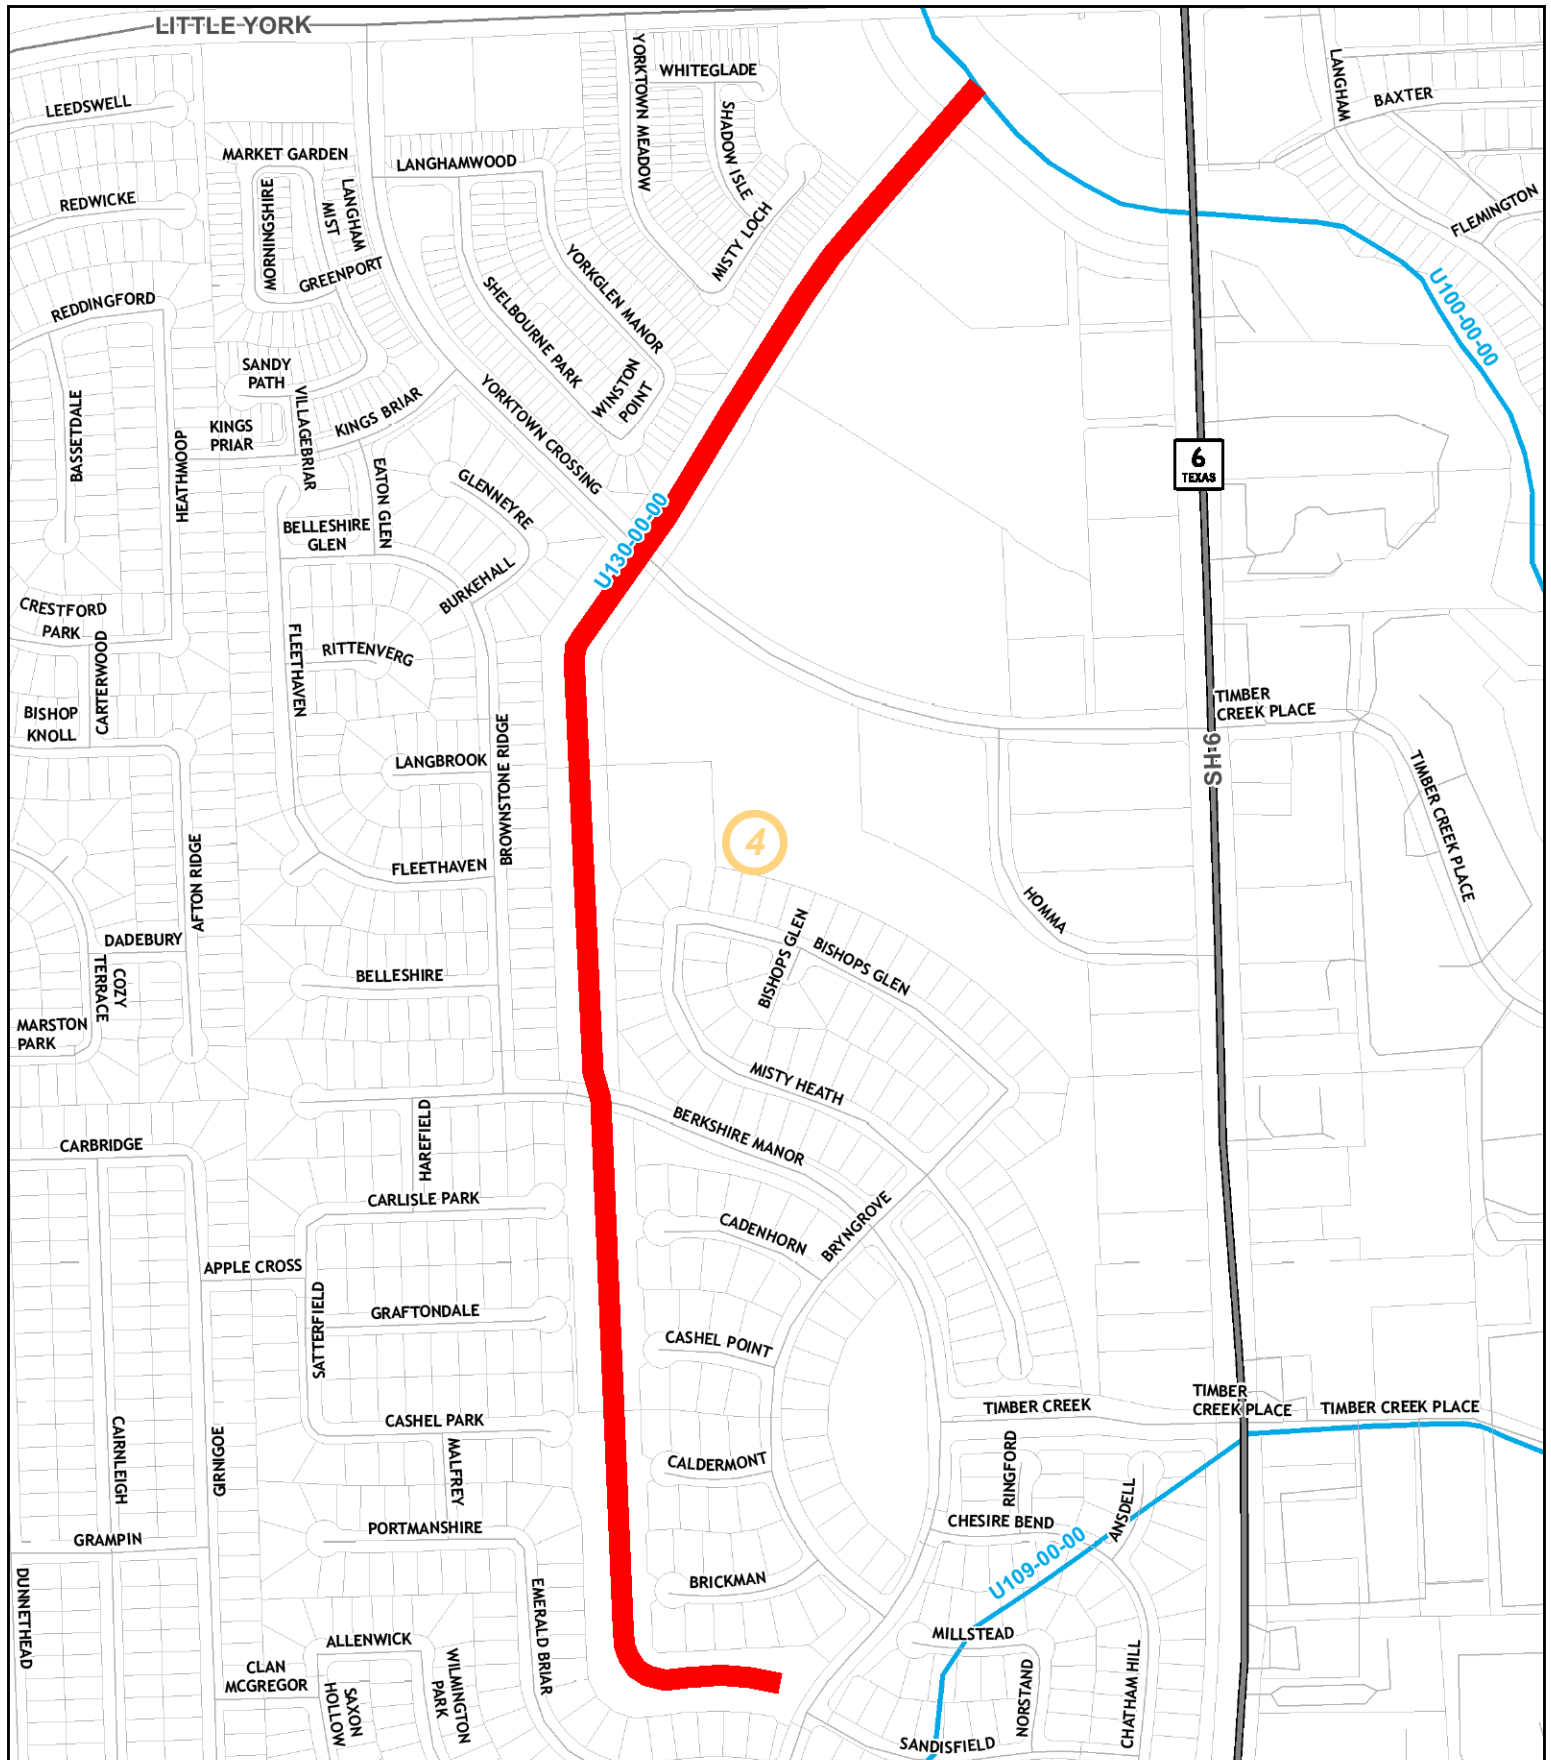 LITTLE YORK
LEEDSWELL
WHITEGLADE
YORKTOWN MEADOW
SHADOW ISLE
LANGHAM
BAXTER
MARKET GARDEN
LANGHAMWOOD
REDWICKE
MORNINGSHIRE
LANGHAM
MIST
MISTY LOCH
FLEMINGTON
GREENPORT
REDDINGFORD
YORKGLEN MANOR
SHELBOURNE PARK
U100-00-00
SANDY
PATH
WINSTON
POINT
BASSETDALE
VILLAGEBRIAR
KINGS BRIAR
YORKTOWN CROSSING
KINGS
PRIAR
HEATHMOOP
EATON GLEN
GLENNEYRE
6
TEXAS
BELLESHIRE
GLEN
U130-00-00
BURKEHALL
CRESTFORD
PARK
CARTERWOOD
FLEETHAVEN
RITTENVERG
BISHOP
KNOLL
TIMBER
CREEK PLACE
SH-6
LANGBROOK
BROWNSTONE RIDGE
TIMBER CREEK PLACE
4
AFTON RIDGE
FLEETHAVEN
HOMMA
BISHOPS GLEN
BISHOPS GLEN
DADEBURY
COZY
TERRACE
BELLESHIRE
MARSTON
PARK
MISTY HEATH
BERKSHIRE MANOR
HAREFIELD
CARBRIDGE
CARLISLE PARK
CADENHORN
BRYNGROVE
APPLE CROSS
SATTERFIELD
GRAFTONDALE
CASHEL POINT
CASHEL PARK
TIMBER CREEK
TIMBER
CREEK PLACE
TIMBER CREEK PLACE
CAIRNLEIGH
GIRNIGOE
MALFREY
CALDERMONT
RINGFORD
ANSDELL
PORTMANSHIRE
CHESIRE BEND
GRAMPIN
U109-00-00
DUNNETHEAD
BRICKMAN
EMERALD BRIAR
ALLENWICK
MILLSTEAD
CLAN
MCGREGOR
SAXON
HOLLOW
WILMINGTON
PARK
NORSTAND
CHATHAM HILL
SANDISFIELD